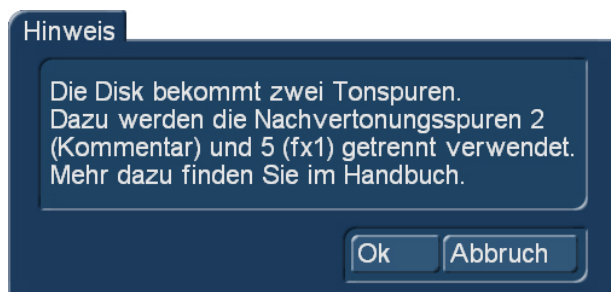 Hinweis
Die Disk bekommt zwei Tonspuren.
Dazu werden die Nachvertonungsspuren 2
(Kommentar) und 5 (fx1) getrennt verwendet.
Mehr dazu finden Sie im Handbuch.
Ok Abbruch